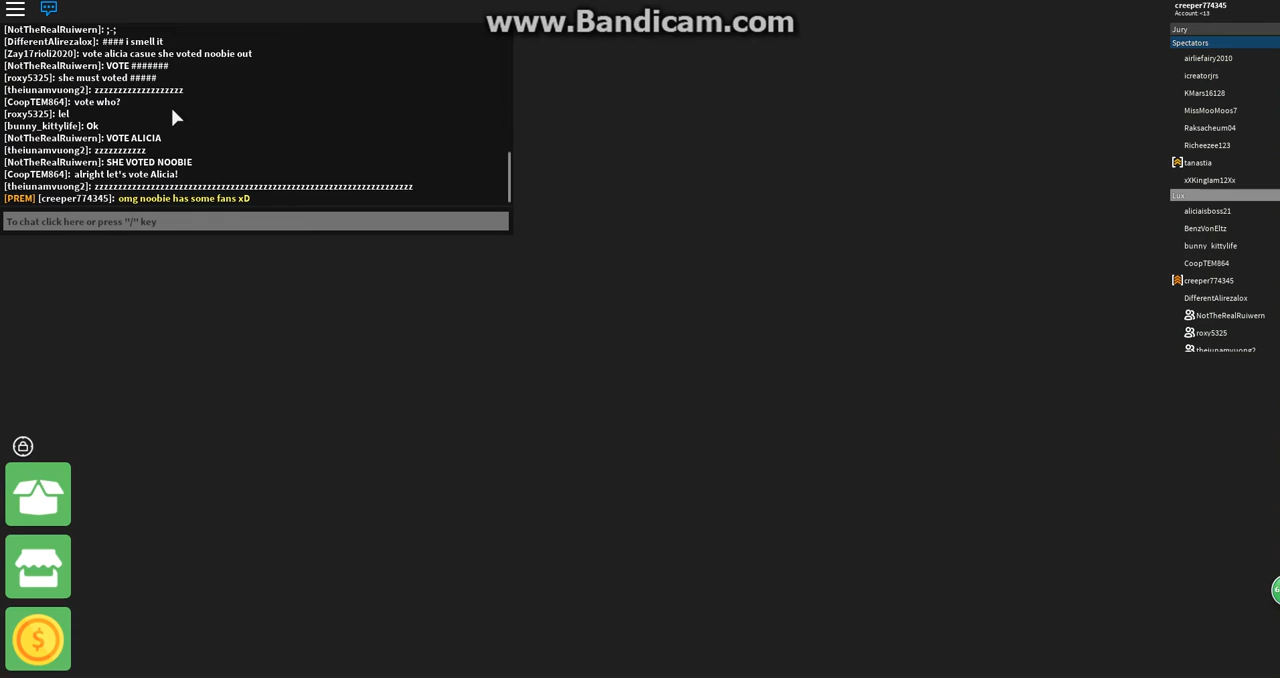 www.Bandicam.com
creeper774345
Account: <13
[NotTheRealRuiwern]: ;-;
[DifferentAlirezalox]: #### i smell it
[Zay17rioli2020]: vote alicia casue she voted noobie out
[NotTheRealRuiwern]: VOTE #######
[roxy5325]: she must voted #####
[theiunamvuong2]: zzzzzzzzzzzzzzzzzzz
[CoopTEM864]: vote who?
[roxy5325]: lel
[bunny_kittylife]: Ok
[NotTheRealRuiwern]: VOTE ALICIA
[theiunamvuong2]: zzzzzzzzzzz
[NotTheRealRuiwern]: SHE VOTED NOOBIE
[CoopTEM864]: alright let's vote Alicia!
[theiunamvuong2]: zzzzzzzzzzzzzzzzzzzzzzzzzzzzzzzzzzzzzzzzzzzzzzzzzzzzzzzzzzzzzzzzzzzz
[PREM] [creeper774345]: omg noobie has some fans xD
To chat click here or press "/" key
Jury
Spectators
airliefairy2010
icreatorjrs
KMars16128
MissMooMoos7
Raksacheum04
Richeezee123
tanastia
xXKingIam12Xx
Lux
aliciaisboss21
BenzVonEltz
bunny_kittylife
CoopTEM864
creeper774345
DifferentAlirezalox
NotTheRealRuiwern
roxy5325
theiunamvuong2